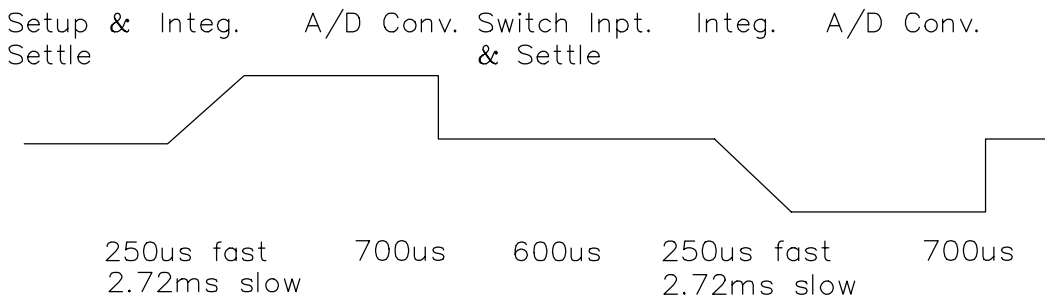 Setup & Integ. A/D Conv. Switch Inpt. Integ. A/D Conv.
Settle & Settle
250us fast 700us 600us 250us fast 700us
2.72ms slow 2.72ms slow